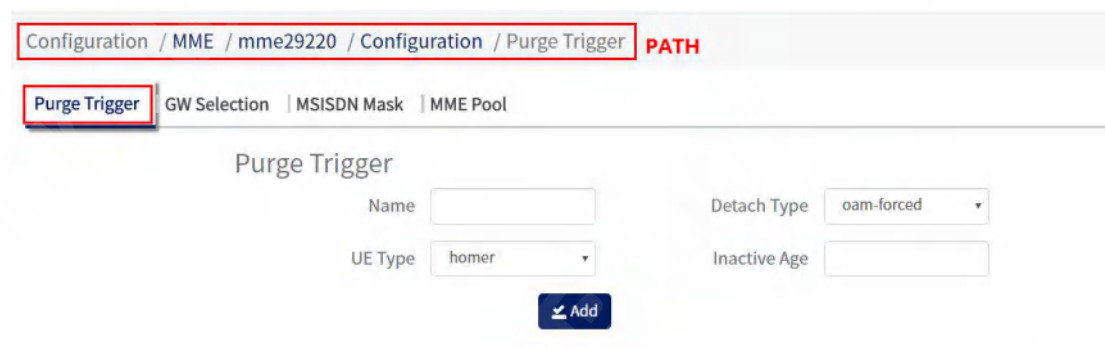 Configuration / MME / mme29220 / Configuration / Purge Trigger PATH
Purge Trigger GW Selection | MSISDN Mask | MME Pool
Purge Trigger
Name Detach Type oam-forced
UE Type homer Inactive Age
Add